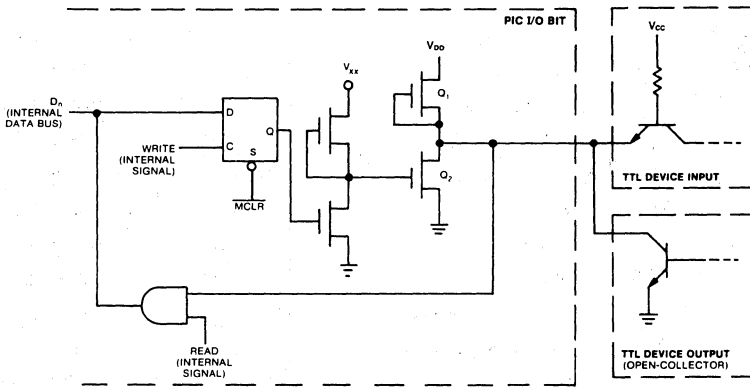 PIC I/O BIT
VCC
VDD
Vxx
Q1
Dn
(INTERNAL
DATA BUS)
D
Q
WRITE
(INTERNAL
SIGNAL)
C
S
MCLR
Q2
TTL DEVICE INPUT
READ
(INTERNAL
SIGNAL)
TTL DEVICE OUTPUT
(OPEN-COLLECTOR)